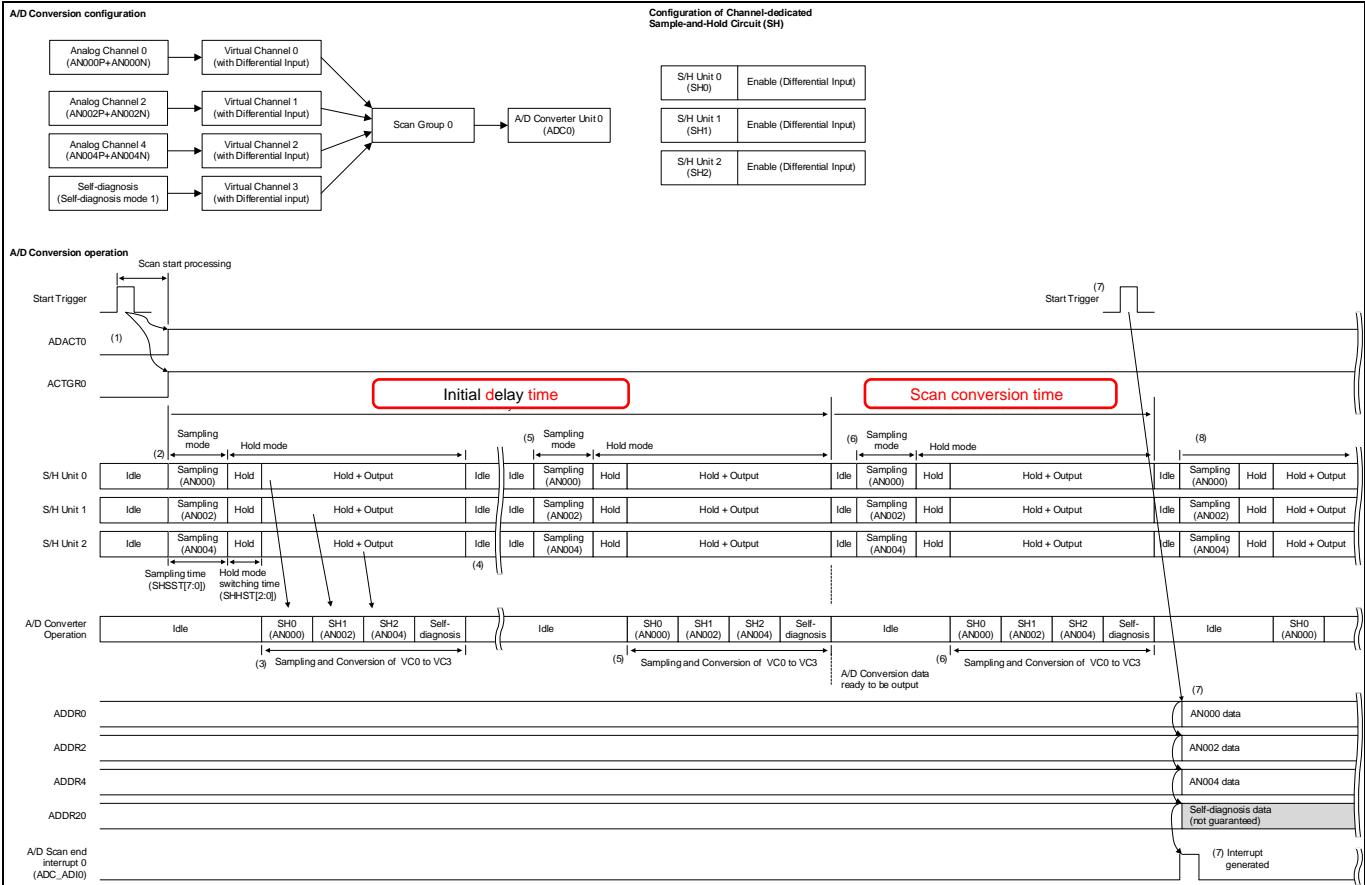 A/D Conversion configuration
Configuration of Channel-dedicated
Sample-and-Hold Circuit (SH)
Analog Channel 0
(AN000P+AN000N)
Virtual Channel 0
(with Differential Input)
Analog Channel 2
(AN002P+AN002N)
Virtual Channel 1
(with Differential Input)
Analog Channel 4
(AN004P+AN004N)
Virtual Channel 2
(with Differential Input)
Self-diagnosis
(Self-diagnosis mode 1)
Virtual Channel 3
(with Differential input)
Scan Group 0
A/D Converter Unit 0
(ADC0)
S/H Unit 0
(SH0)
Enable (Differential Input)
S/H Unit 1
(SH1)
Enable (Differential Input)
S/H Unit 2
(SH2)
Enable (Differential Input)
A/D Conversion operation
Scan start processing
Start Trigger
(7)
Start Trigger
ADACT0
(1)
ACTGR0
Initial delay time
Scan conversion time
(2)
Sampling
mode
Hold mode
(5)
Sampling
mode
Hold mode
(6)
Sampling
mode
Hold mode
(8)
S/H Unit 0
Idle
Sampling
(AN000)
Hold
Hold + Output
Idle
Idle
Sampling
(AN000)
Hold
Hold + Output
Idle
Sampling
(AN000)
Hold
Hold + Output
Idle
Sampling
(AN000)
Hold
Hold + Output
S/H Unit 1
Idle
Sampling
(AN002)
Hold
Hold + Output
Idle
Idle
Sampling
(AN002)
Hold
Hold + Output
Idle
Sampling
(AN002)
Hold
Hold + Output
Idle
Sampling
(AN002)
Hold
Hold + Output
S/H Unit 2
Idle
Sampling
(AN004)
Hold
Hold + Output
Idle
Idle
Sampling
(AN004)
Hold
Hold + Output
Idle
Sampling
(AN004)
Hold
Hold + Output
Idle
Sampling
(AN004)
Hold
Hold + Output
(4)
Sampling time
(SHSST[7:0])
Hold mode
switching time
(SHHST[2:0])
A/D Converter
Operation
Idle
SH0
(AN000)
SH1
(AN002)
SH2
(AN004)
Self-
diagnosis
Idle
SH0
(AN000)
SH1
(AN002)
SH2
(AN004)
Self-
diagnosis
Idle
SH0
(AN000)
SH1
(AN002)
SH2
(AN004)
Self-
diagnosis
Idle
SH0
(AN000)
(3)
Sampling and Conversion of VC0 to VC3
(5)
Sampling and Conversion of VC0 to VC3
A/D Conversion data
ready to be output
(6)
Sampling and Conversion of VC0 to VC3
(7)
ADDR0
AN000 data
ADDR2
AN002 data
ADDR4
AN004 data
ADDR20
Self-diagnosis data
(not guaranteed)
A/D Scan end
interrupt 0
(ADC_ADI0)
(7) Interrupt
generated